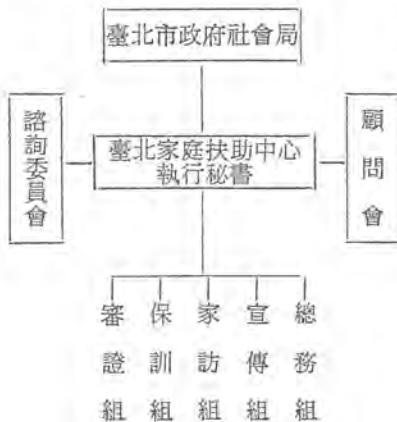 臺北市政府社會局
諮詢委員會
臺北家庭扶助中心
執行秘書
顧問會
審證組
保訓組
家訪組
宣傳組
總務組